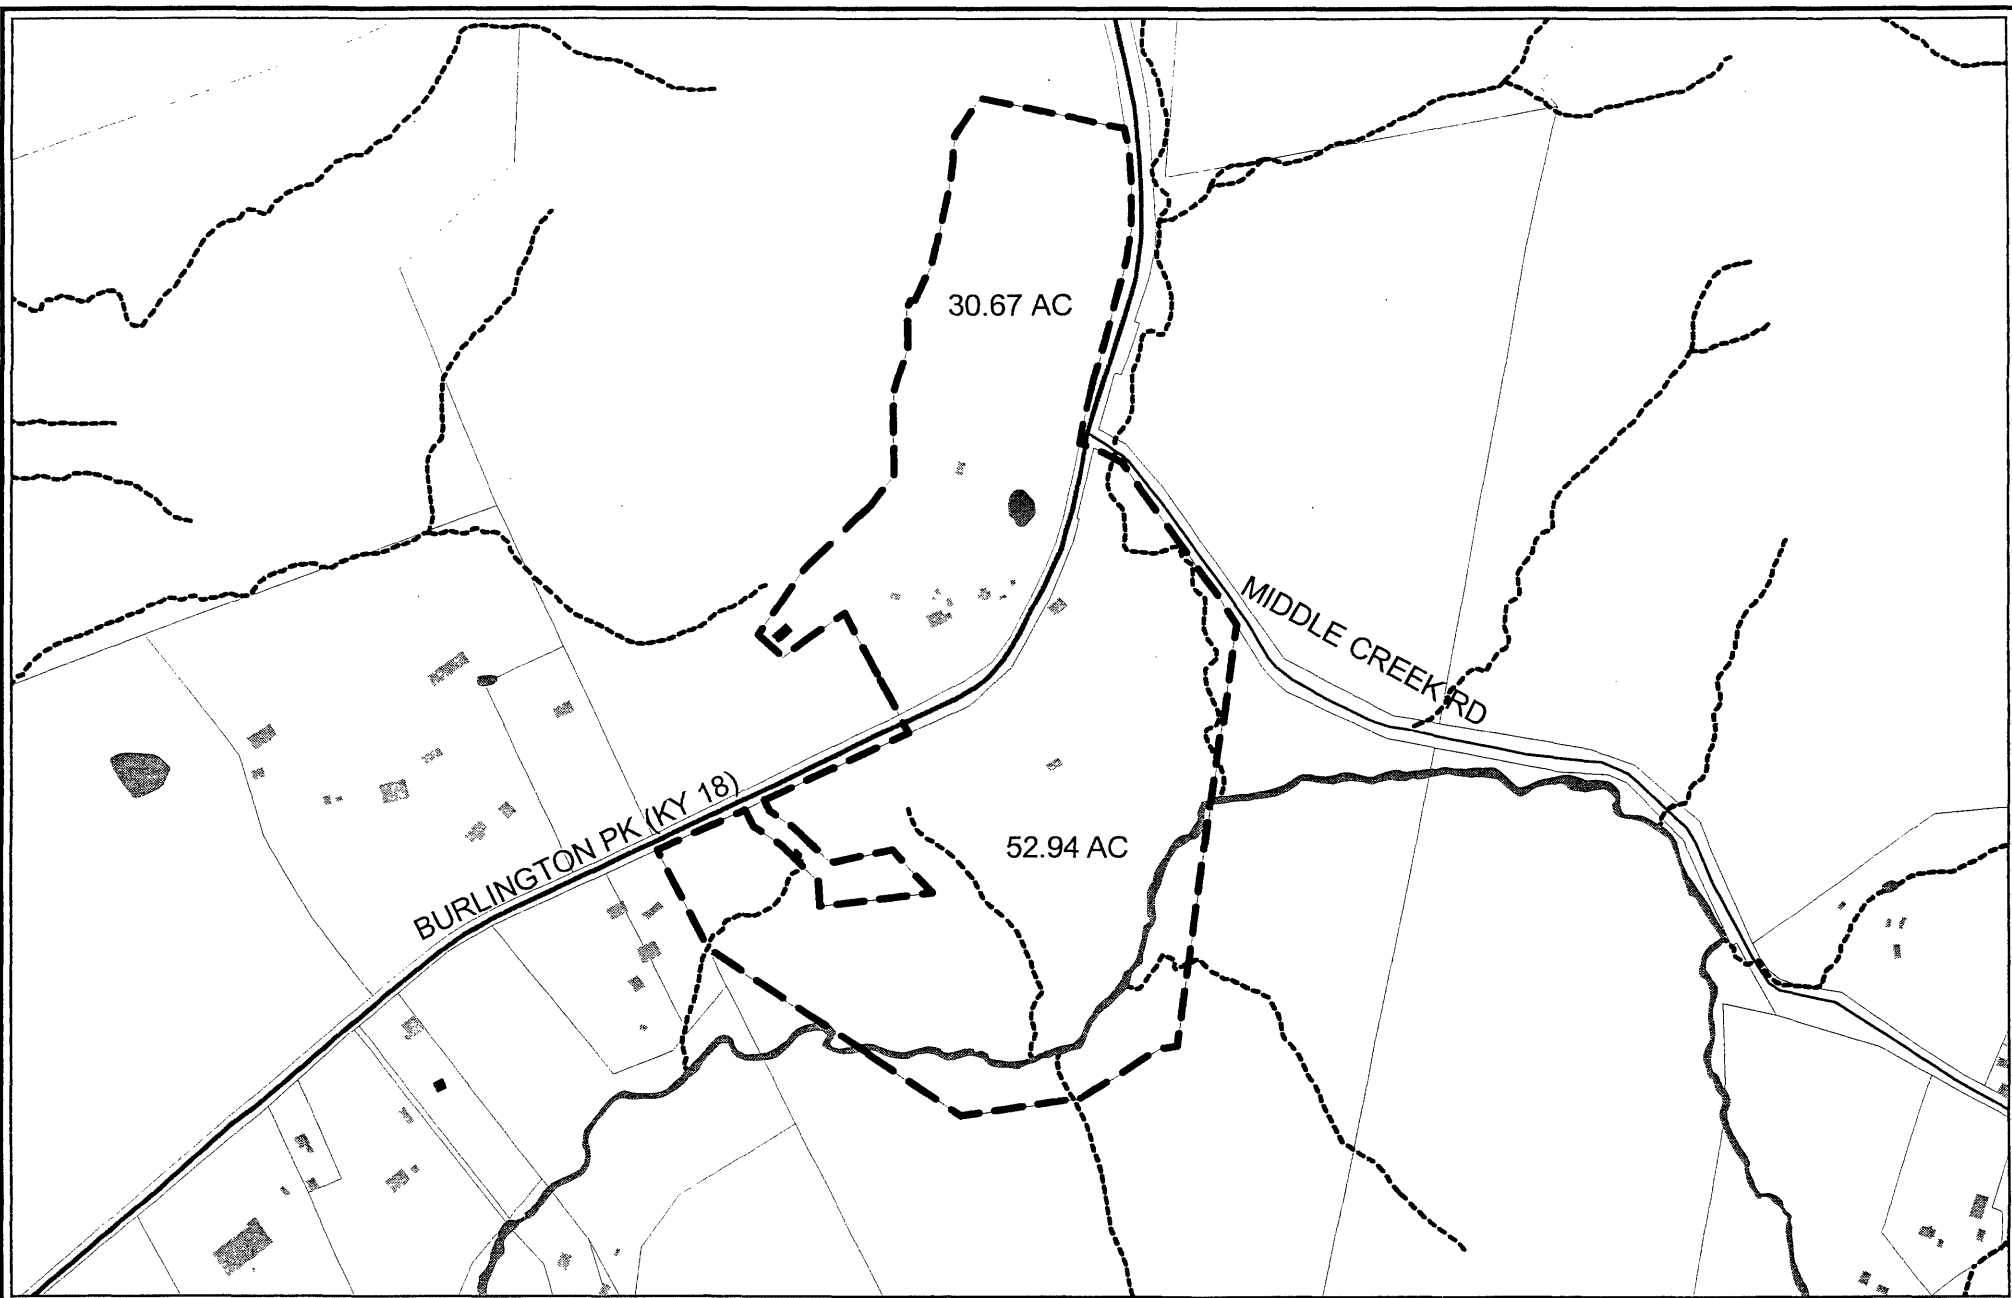 30.67 AC
MIDDLE CREEK RD
BURLINGTON PK (KY 18)
52.94 AC